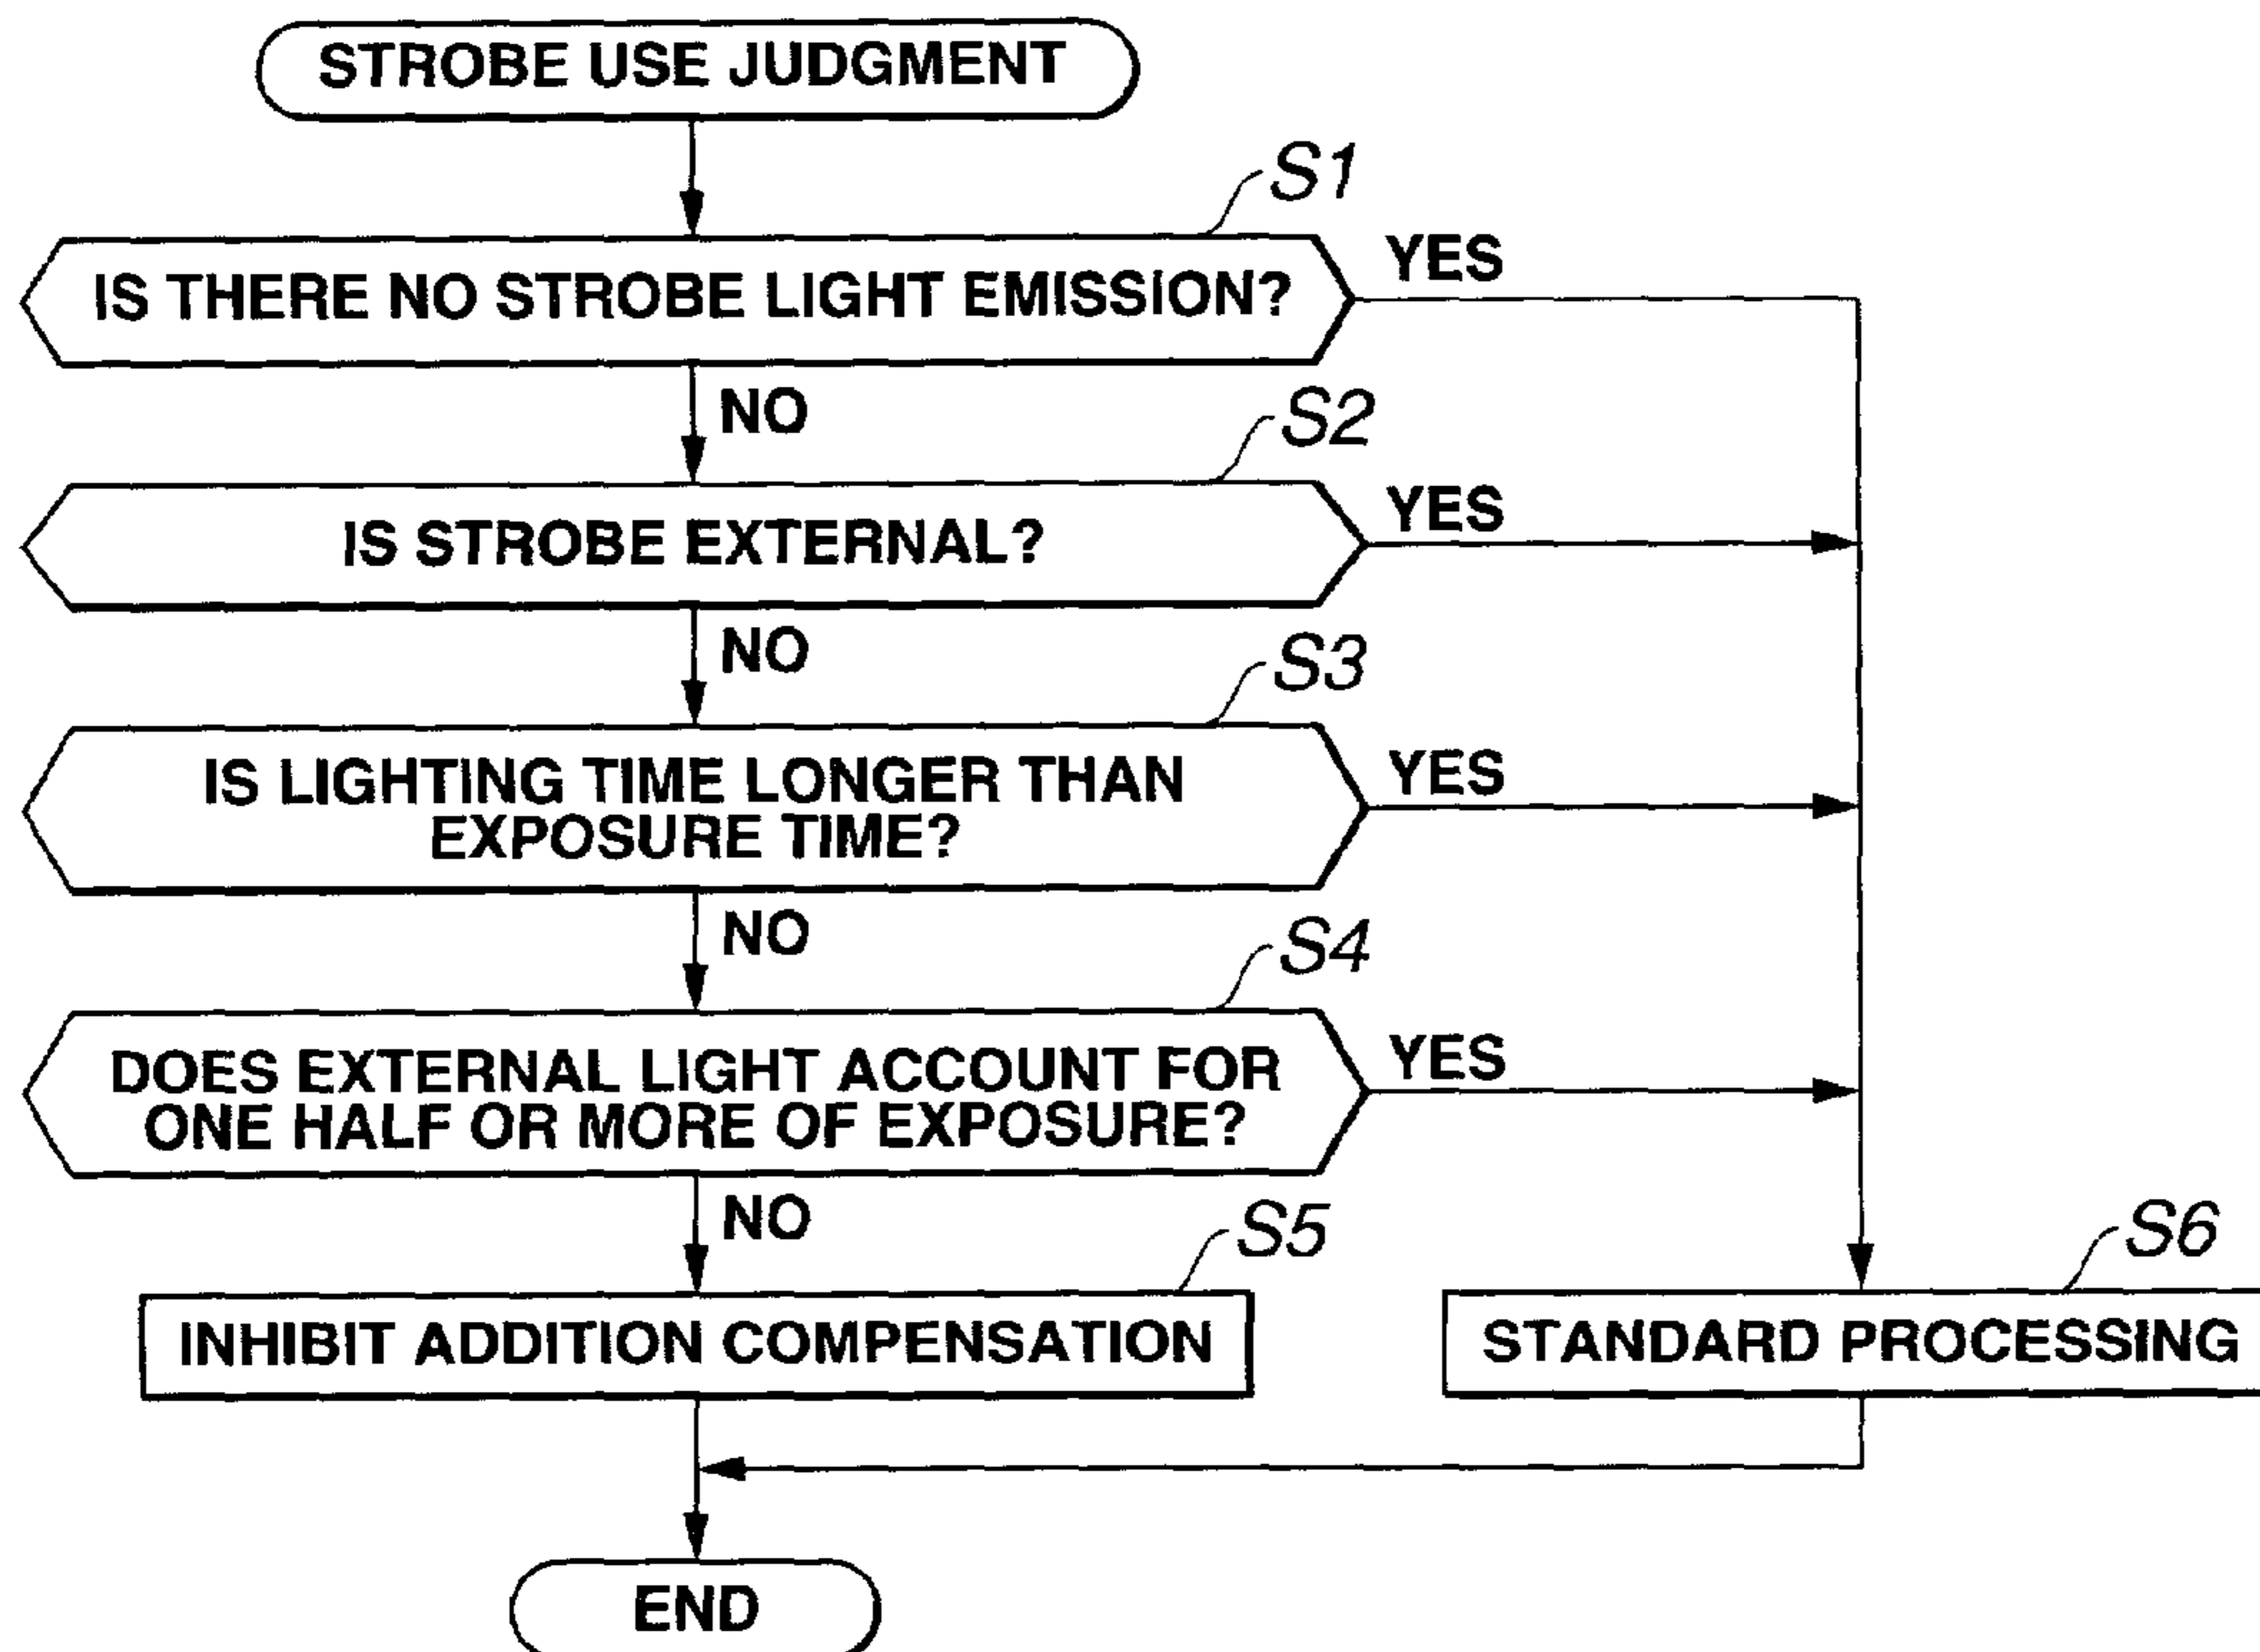 STROBE USE JUDGMENT
S1
IS THERE NO STROBE LIGHT EMISSION?
YES
NO
S2
IS STROBE EXTERNAL?
YES
NO
S3
IS LIGHTING TIME LONGER THAN
EXPOSURE TIME?
YES
NO
S4
DOES EXTERNAL LIGHT ACCOUNT FOR
ONE HALF OR MORE OF EXPOSURE?
YES
NO
S5
INHIBIT ADDITION COMPENSATION
S6
STANDARD PROCESSING
END